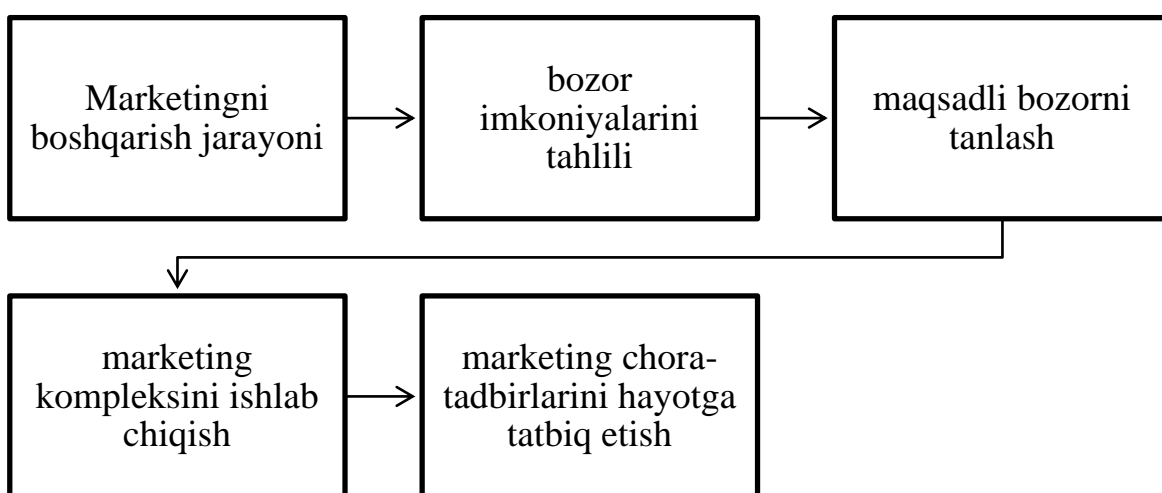 Marketingni
boshqarish jarayoni
bozor
imkoniyalarini
tahlili
maqsadli bozorni
tanlash
marketing
kompleksini ishlab
chiqish
marketing chora-
tadbirlarini hayotga
tatbiq etish